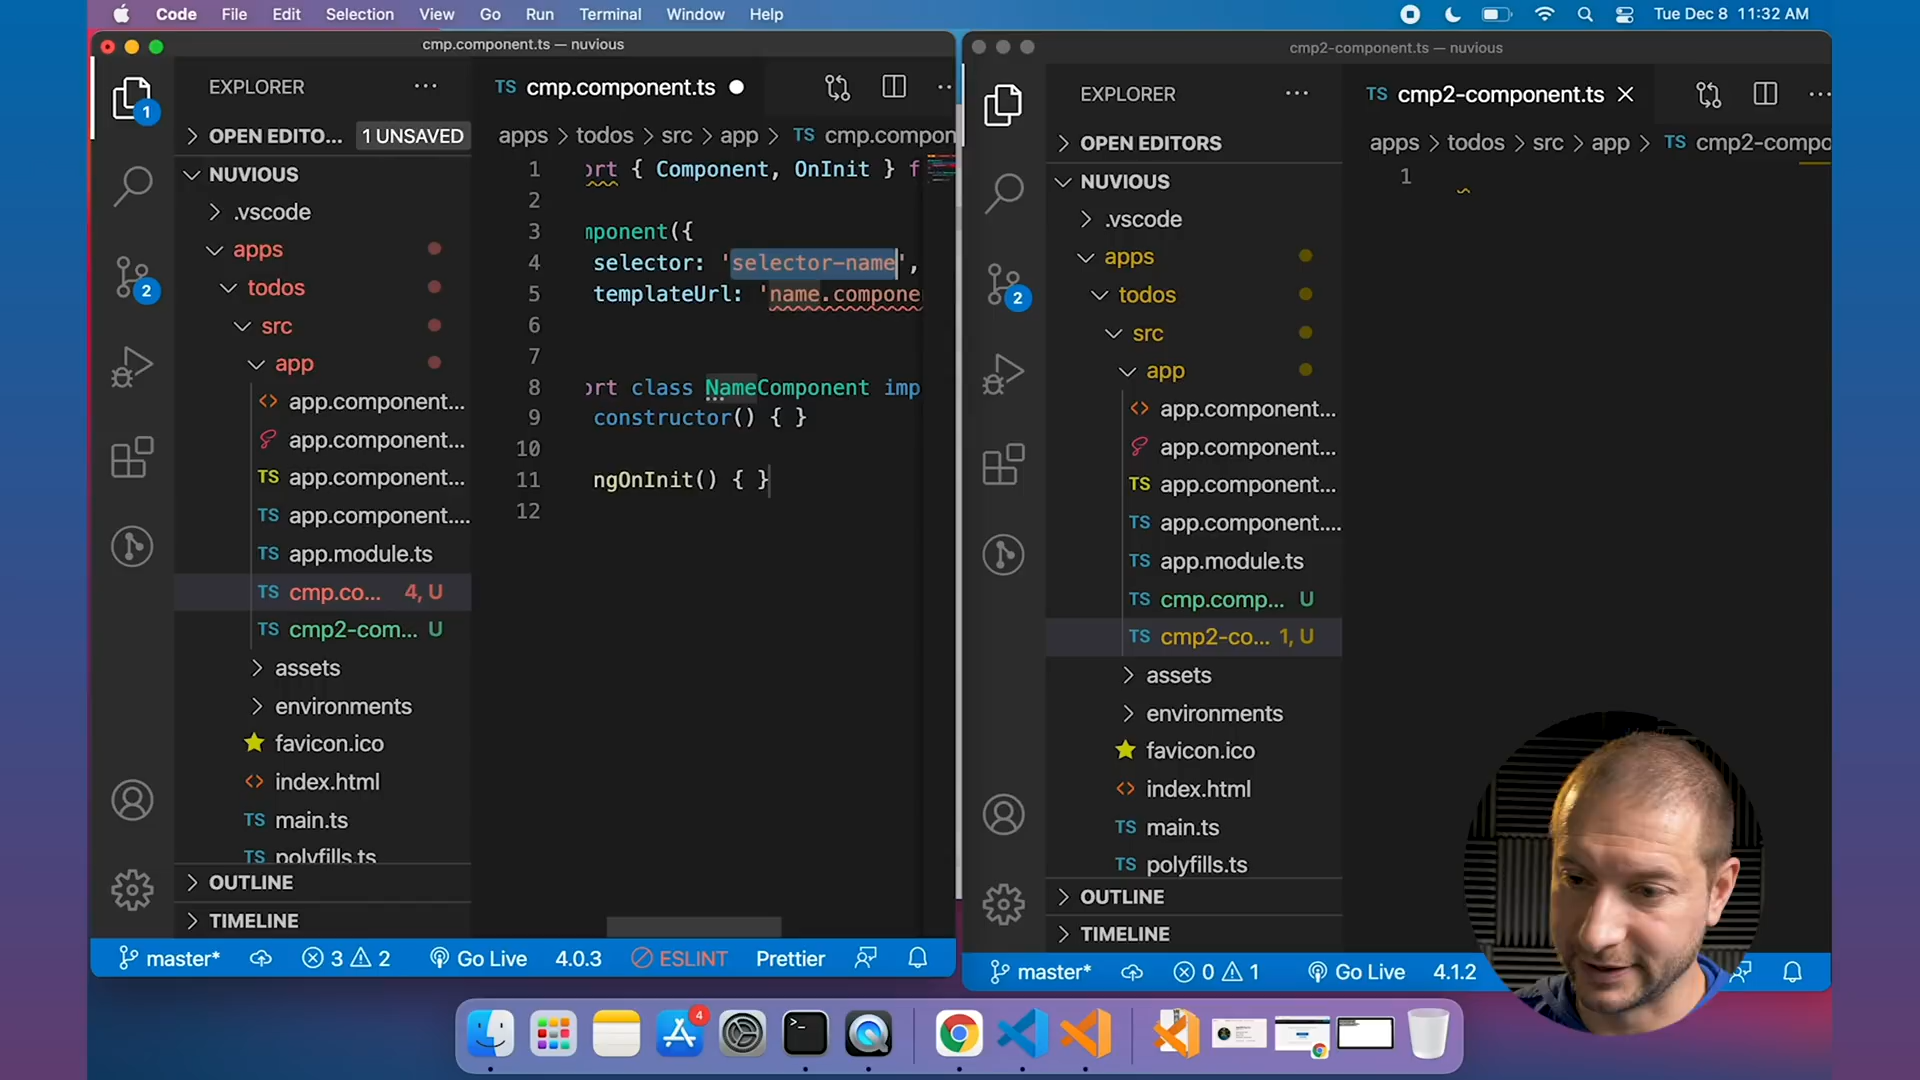 Code File Edit Selection View Go Run Terminal Window Help
Tue Dec 8 11:32 AM
cmp.component.ts — nuvious
EXPLORER
TS cmp.component.ts
1
OPEN EDITO... 1 UNSAVED
apps > todos > src > app > TS cmp.compon
NUVIOUS
.vscode
apps
todos
src
app
<> app.component...
app.component...
TS app.component...
TS app.component....
TS app.module.ts
TS cmp.co... 4, U
TS cmp2-com... U
assets
environments
favicon.ico
<> index.html
TS main.ts
TS polyfills.ts
OUTLINE
TIMELINE
2
1 ort { Component, OnInit } f
2
3 mponent({
4 selector: 'selector-name',
5 templateUrl: 'name.compone
6
7
8 ort class NameComponent imp
9 constructor() { }
10
11 ngOnInit() { }
12
master* 3 2 Go Live 4.0.3 ESLINT Prettier
cmp2-component.ts — nuvious
EXPLORER
TS cmp2-component.ts
OPEN EDITORS
apps > todos > src > app > TS cmp2-compo
NUVIOUS
.vscode
apps
todos
src
app
<> app.component...
app.component...
TS app.component...
TS app.component....
TS app.module.ts
TS cmp.comp... U
TS cmp2-co... 1, U
assets
environments
favicon.ico
<> index.html
TS main.ts
TS polyfills.ts
OUTLINE
TIMELINE
2
1
master* 0 1 Go Live 4.1.2
4